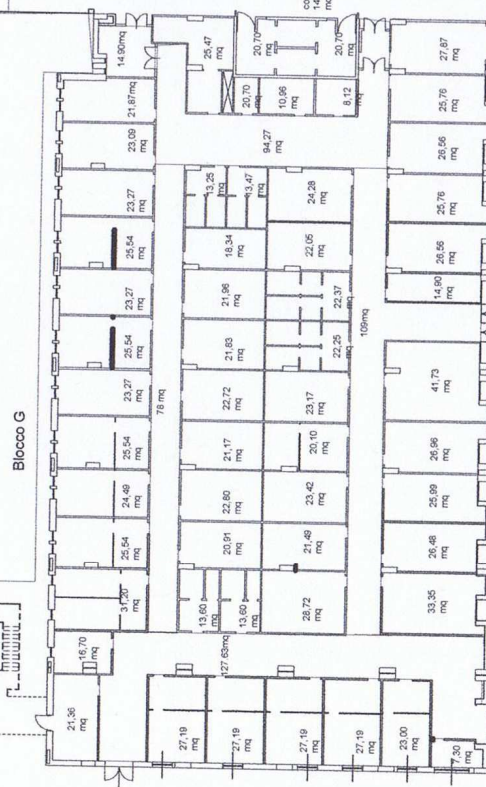 Blocco G
co
14
m
14,90mq
25,47
mq
20,70
mq
20,70
mq
27,87
mq
21,87mq
20,70
mq
10,96
mq
8,12
mq
25,76
mq
23,09
mq
94,27
mq
26,56
mq
23,27
mq
13,25
mq
13,47
mq
24,28
mq
25,76
mq
25,54
mq
18,34
mq
22,05
mq
26,56
mq
23,27
mq
21,96
mq
22,37
mq
14,90
mq
25,54
mq
21,83
mq
22,25
mq
109mq
23,27
mq
78 mq
22,72
mq
23,17
mq
41,73
mq
25,54
mq
21,17
mq
20,10
mq
26,96
mq
24,49
mq
22,80
mq
23,42
mq
25,99
mq
25,54
mq
20,91
mq
21,49
mq
26,48
mq
31,20
mq
13,60
mq
13,60
mq
28,72
mq
33,35
mq
16,70
mq
127.63mq
21,36
mq
27,19
mq
27,19
mq
27,19
mq
27,19
mq
23,00
mq
7,30
mq